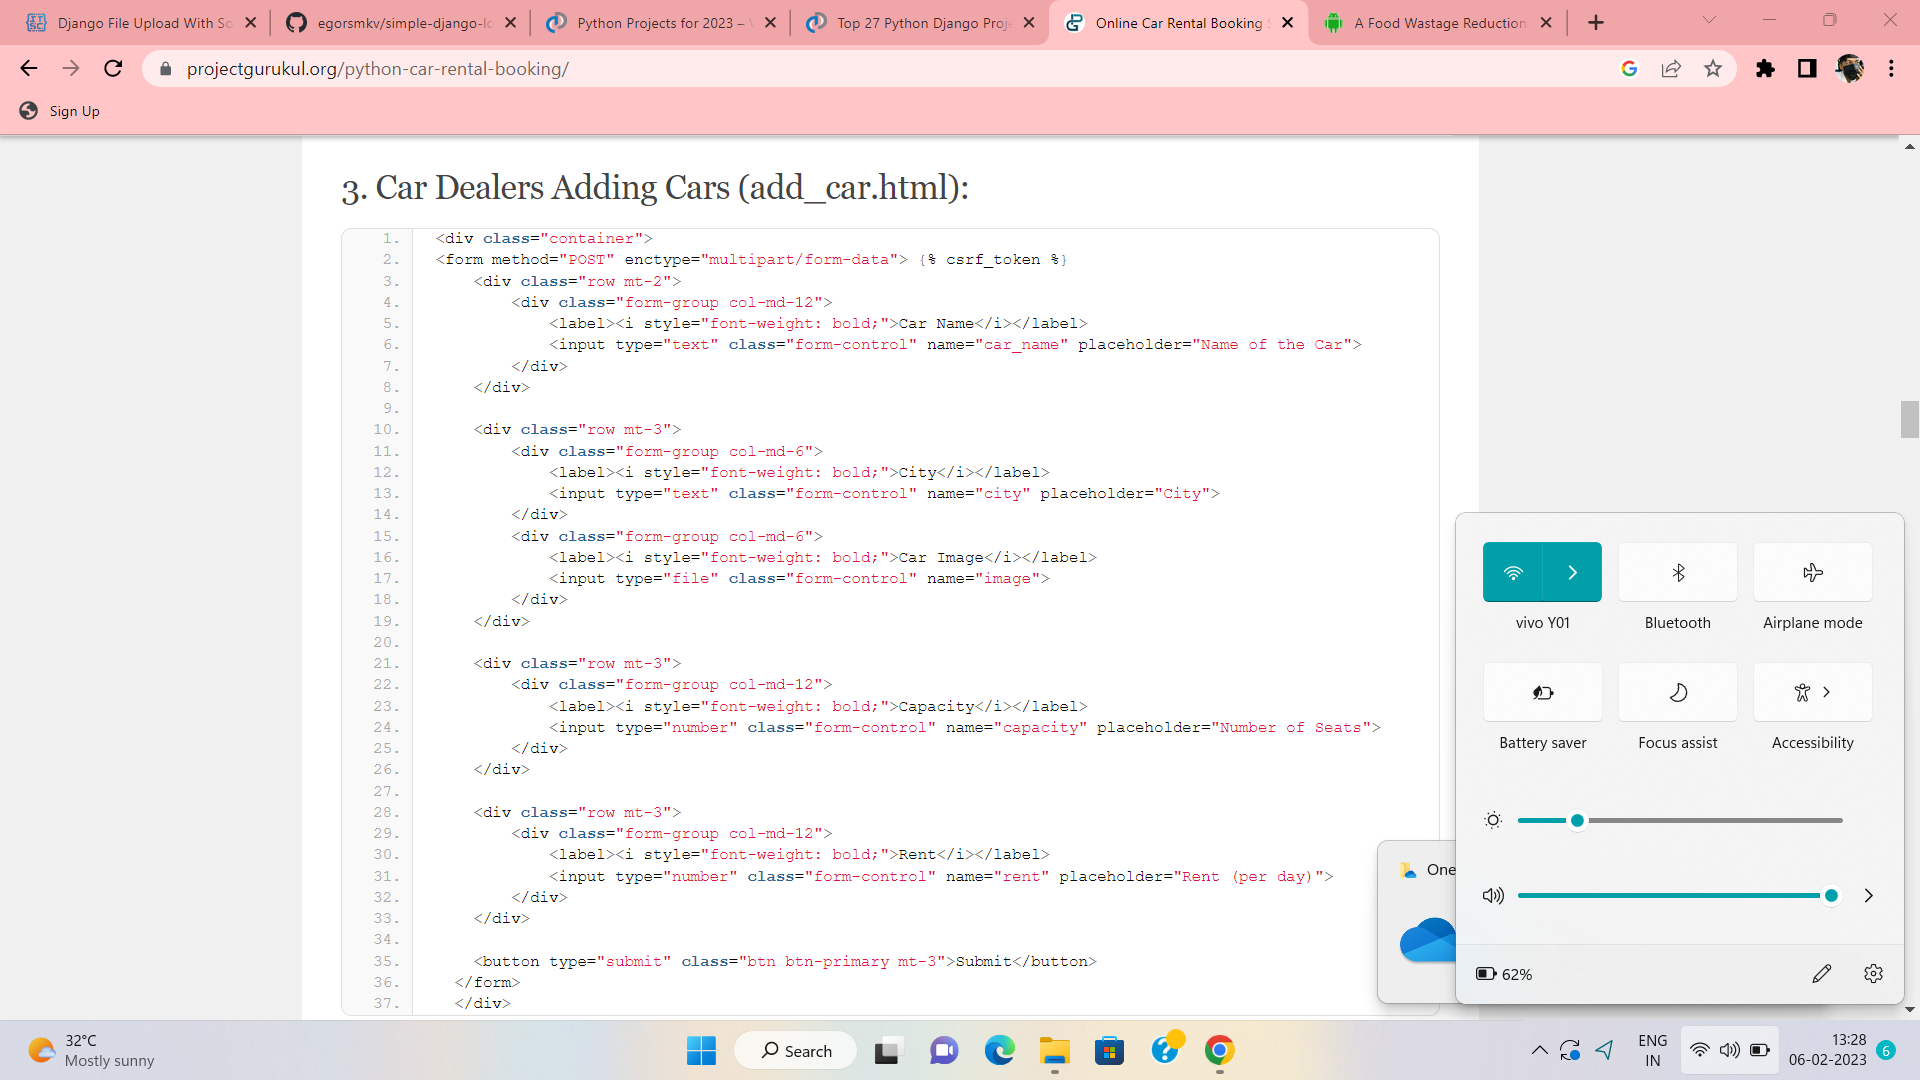 Django File Upload With So
egorsmkv/simple-django-lo
Python Projects for 2023 –
Top 27 Python Django Proje
Online Car Rental Booking S
A Food Wastage Reduction
projectgurukul.org/python-car-rental-booking/
Sign Up
3. Car Dealers Adding Cars (add_car.html):
1. <div class="container">
2. <form method="POST" enctype="multipart/form-data"> {% csrf_token %}
3. <div class="row mt-2">
4. <div class="form-group col-md-12">
5. <label><i style="font-weight: bold;">Car Name</i></label>
6. <input type="text" class="form-control" name="car_name" placeholder="Name of the Car">
7. </div>
8. </div>
9.
10. <div class="row mt-3">
11. <div class="form-group col-md-6">
12. <label><i style="font-weight: bold;">City</i></label>
13. <input type="text" class="form-control" name="city" placeholder="City">
14. </div>
15. <div class="form-group col-md-6">
16. <label><i style="font-weight: bold;">Car Image</i></label>
17. <input type="file" class="form-control" name="image">
18. </div>
19. </div>
20.
21. <div class="row mt-3">
22. <div class="form-group col-md-12">
23. <label><i style="font-weight: bold;">Capacity</i></label>
24. <input type="number" class="form-control" name="capacity" placeholder="Number of Seats">
25. </div>
26. </div>
27.
28. <div class="row mt-3">
29. <div class="form-group col-md-12">
30. <label><i style="font-weight: bold;">Rent</i></label>
31. <input type="number" class="form-control" name="rent" placeholder="Rent (per day)">
32. </div>
33. </div>
34.
35. <button type="submit" class="btn btn-primary mt-3">Submit</button>
36. </form>
37. </div>
vivo Y01
Bluetooth
Airplane mode
Battery saver
Focus assist
Accessibility
One
62%
32°C
Mostly sunny
Search
ENG
IN
13:28
06-02-2023
6